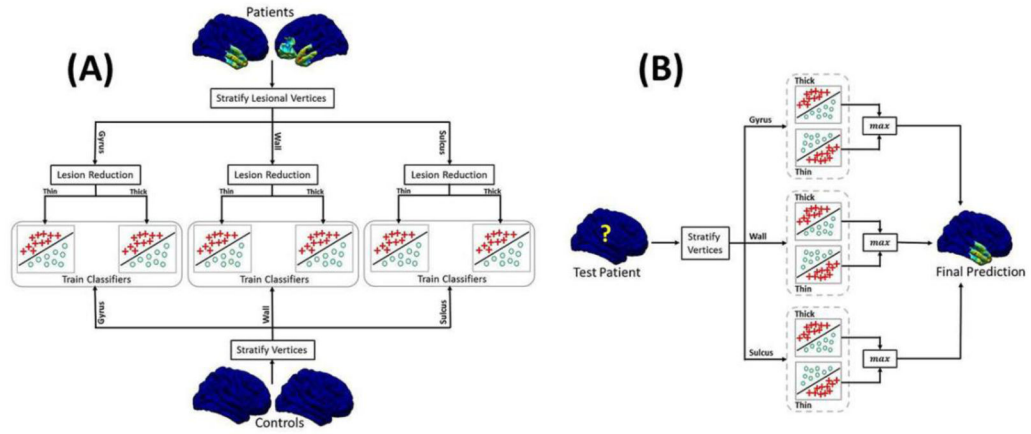 Patients
(A)
Stratify Lesional Vertices
Gyrus
Wall
Sulcus
Lesion Reduction
Lesion Reduction
Lesion Reduction
Thin
Thick
Thin
Thick
Thin
Thick
Train Classifiers
Train Classifiers
Train Classifiers
Gyrus
Wall
Sulcus
Stratify Vertices
Controls
(B)
?
Test Patient
Stratify
Vertices
Gyrus
Wall
Sulcus
Thick
Thin
max
Thick
Thin
max
Thick
Thin
max
Final Prediction